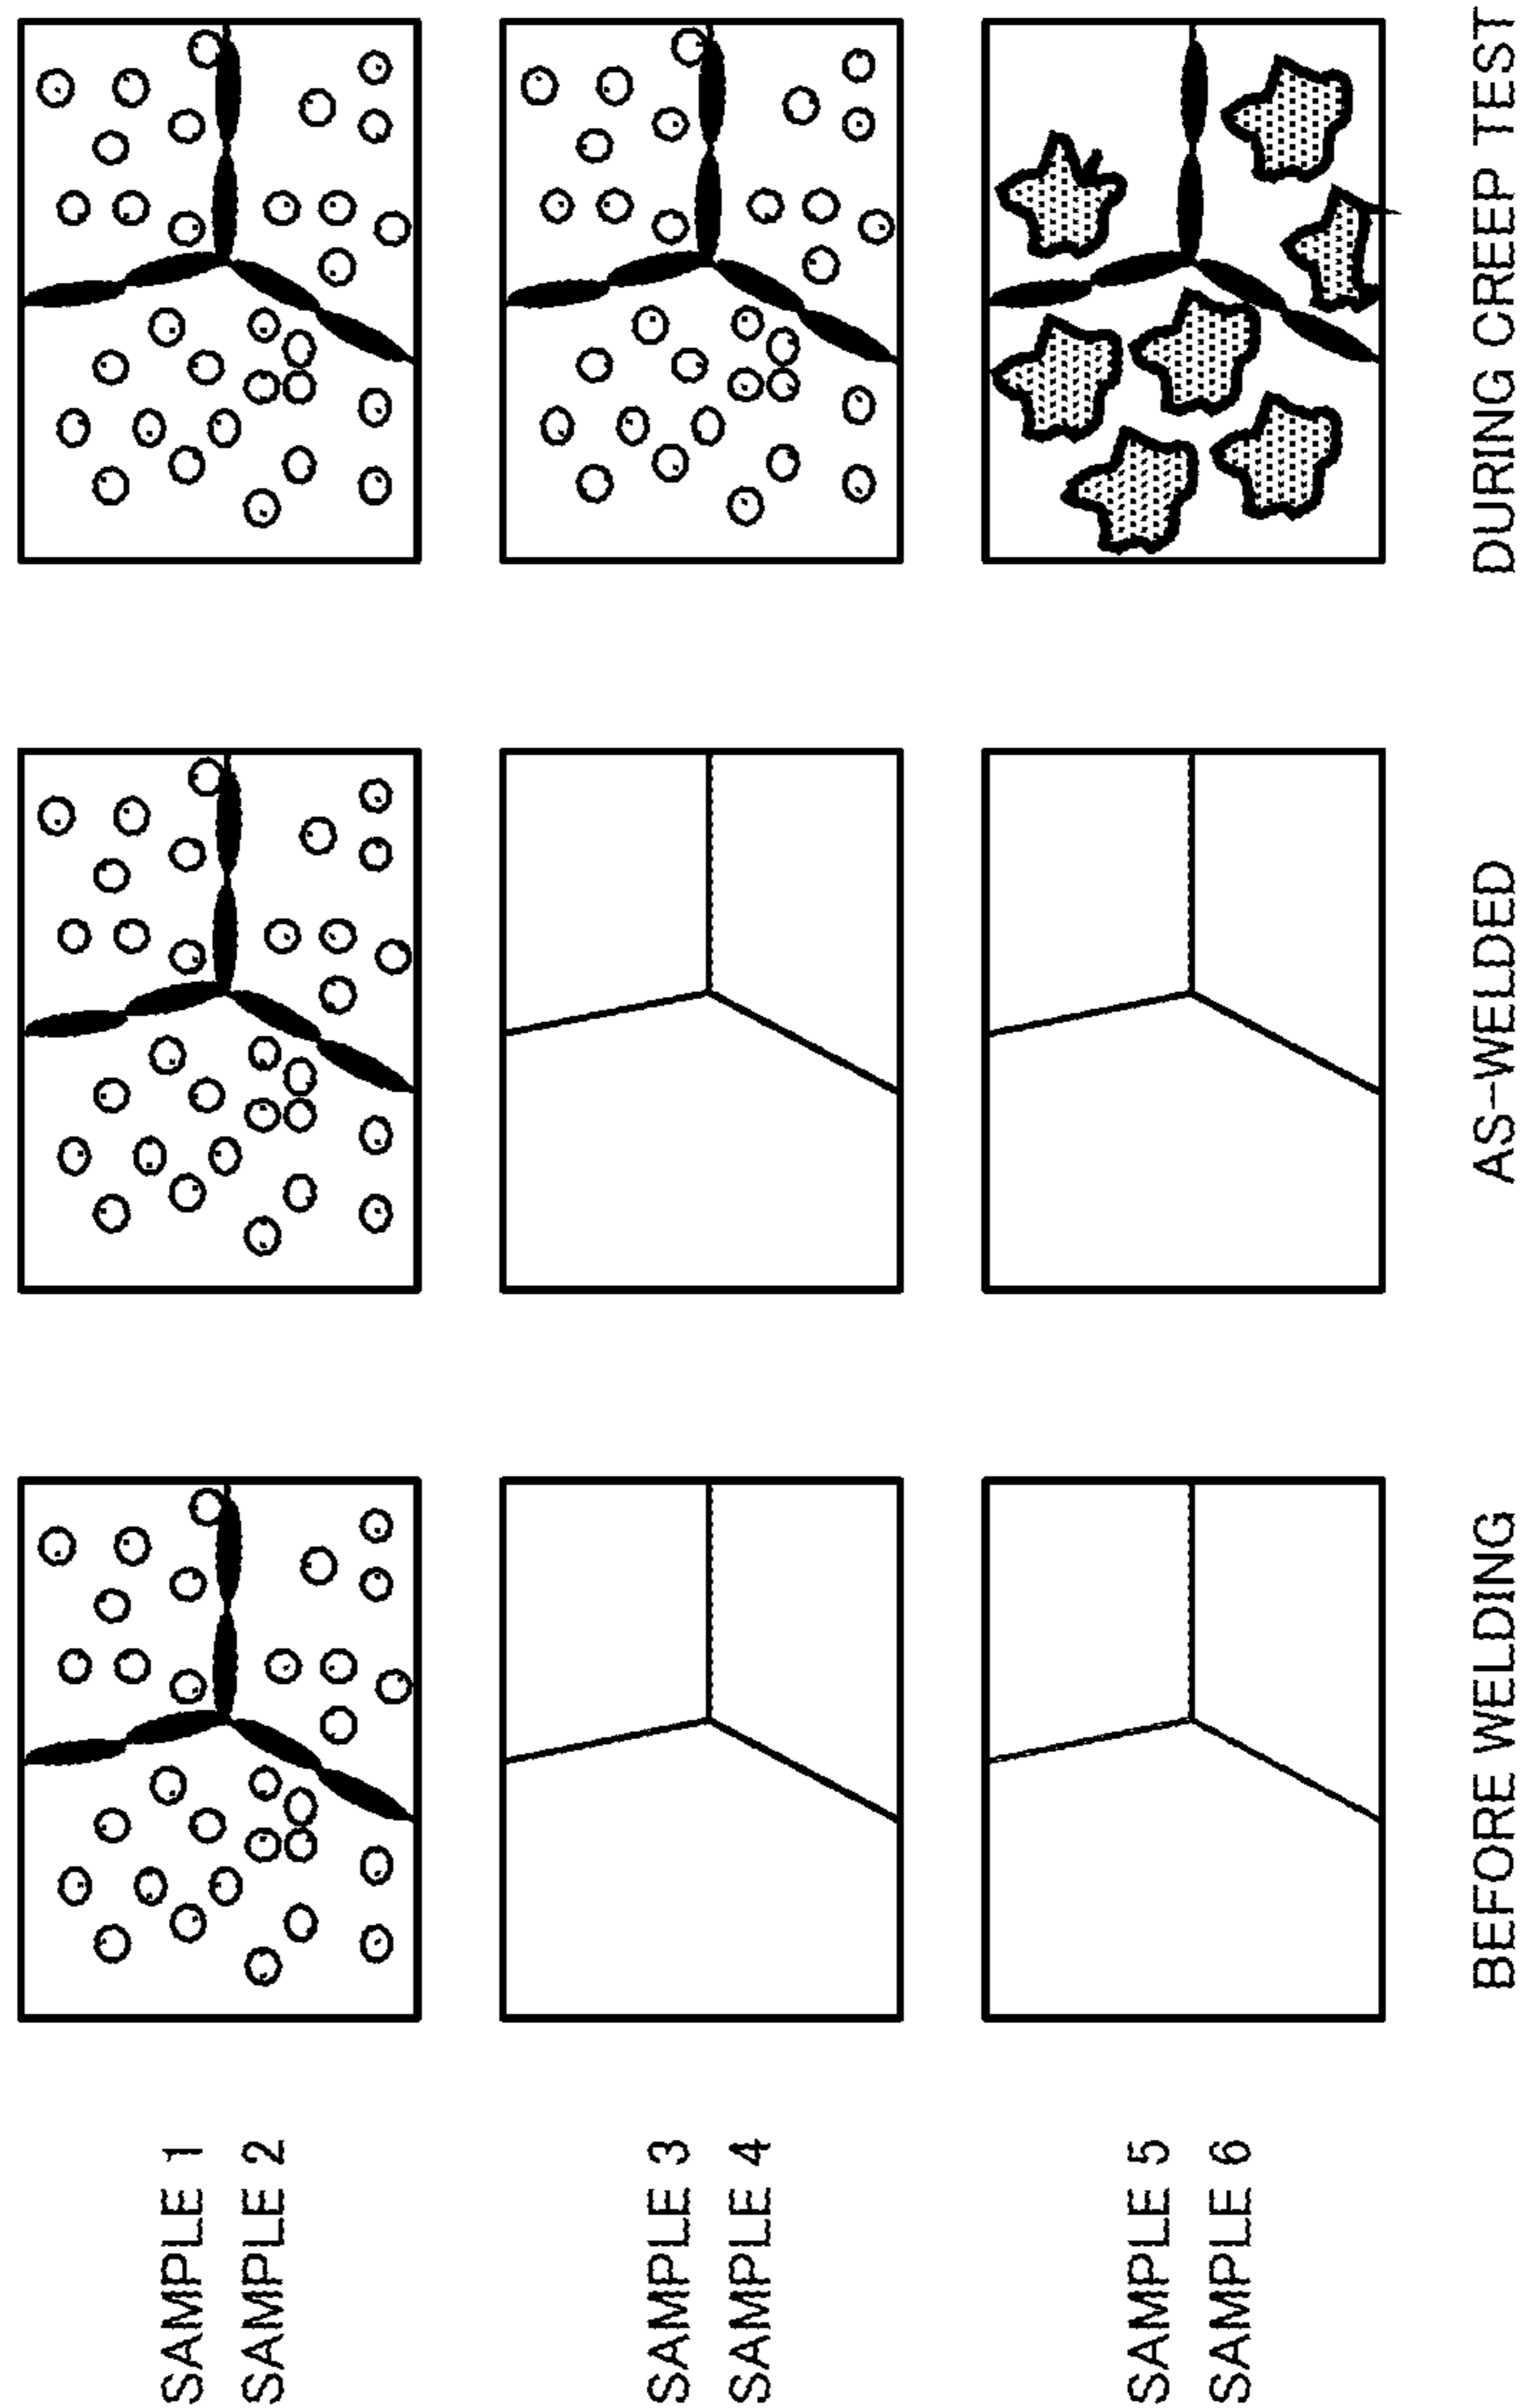 SAMPLE 1
SAMPLE 2
SAMPLE 3
SAMPLE 4
SAMPLE 5
SAMPLE 6
BEFORE WELDING
AS-WELDED
DURING CREEP TEST